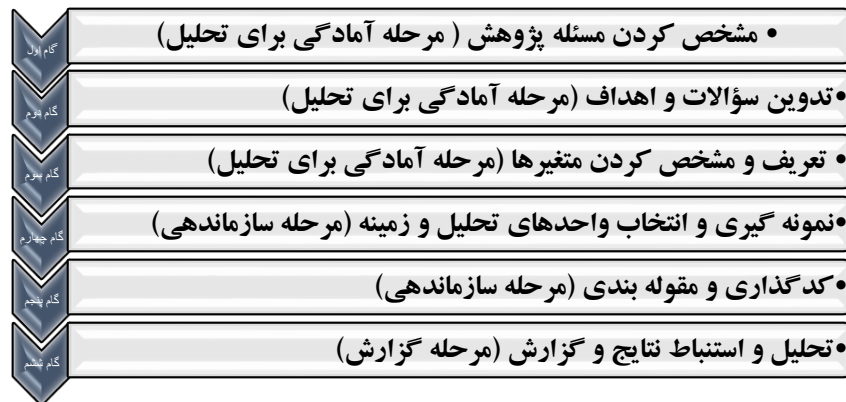 گام اول
• مشخص کردن مسئله پژوهش ( مرحله آمادگی برای تحلیل)
گام دوم
•تدوین سؤالات و اهداف (مرحله آمادگی برای تحلیل)
گام سوم
• تعریف و مشخص کردن متغیرها (مرحله آمادگی برای تحلیل)
گام چهارم
•نمونه گیری و انتخاب واحدهای تحلیل و زمینه (مرحله سازماندهی)
گام پنجم
•کدگذاری و مقوله بندی (مرحله سازماندهی)
گام ششم
•تحلیل و استنباط نتایج و گزارش (مرحله گزارش)